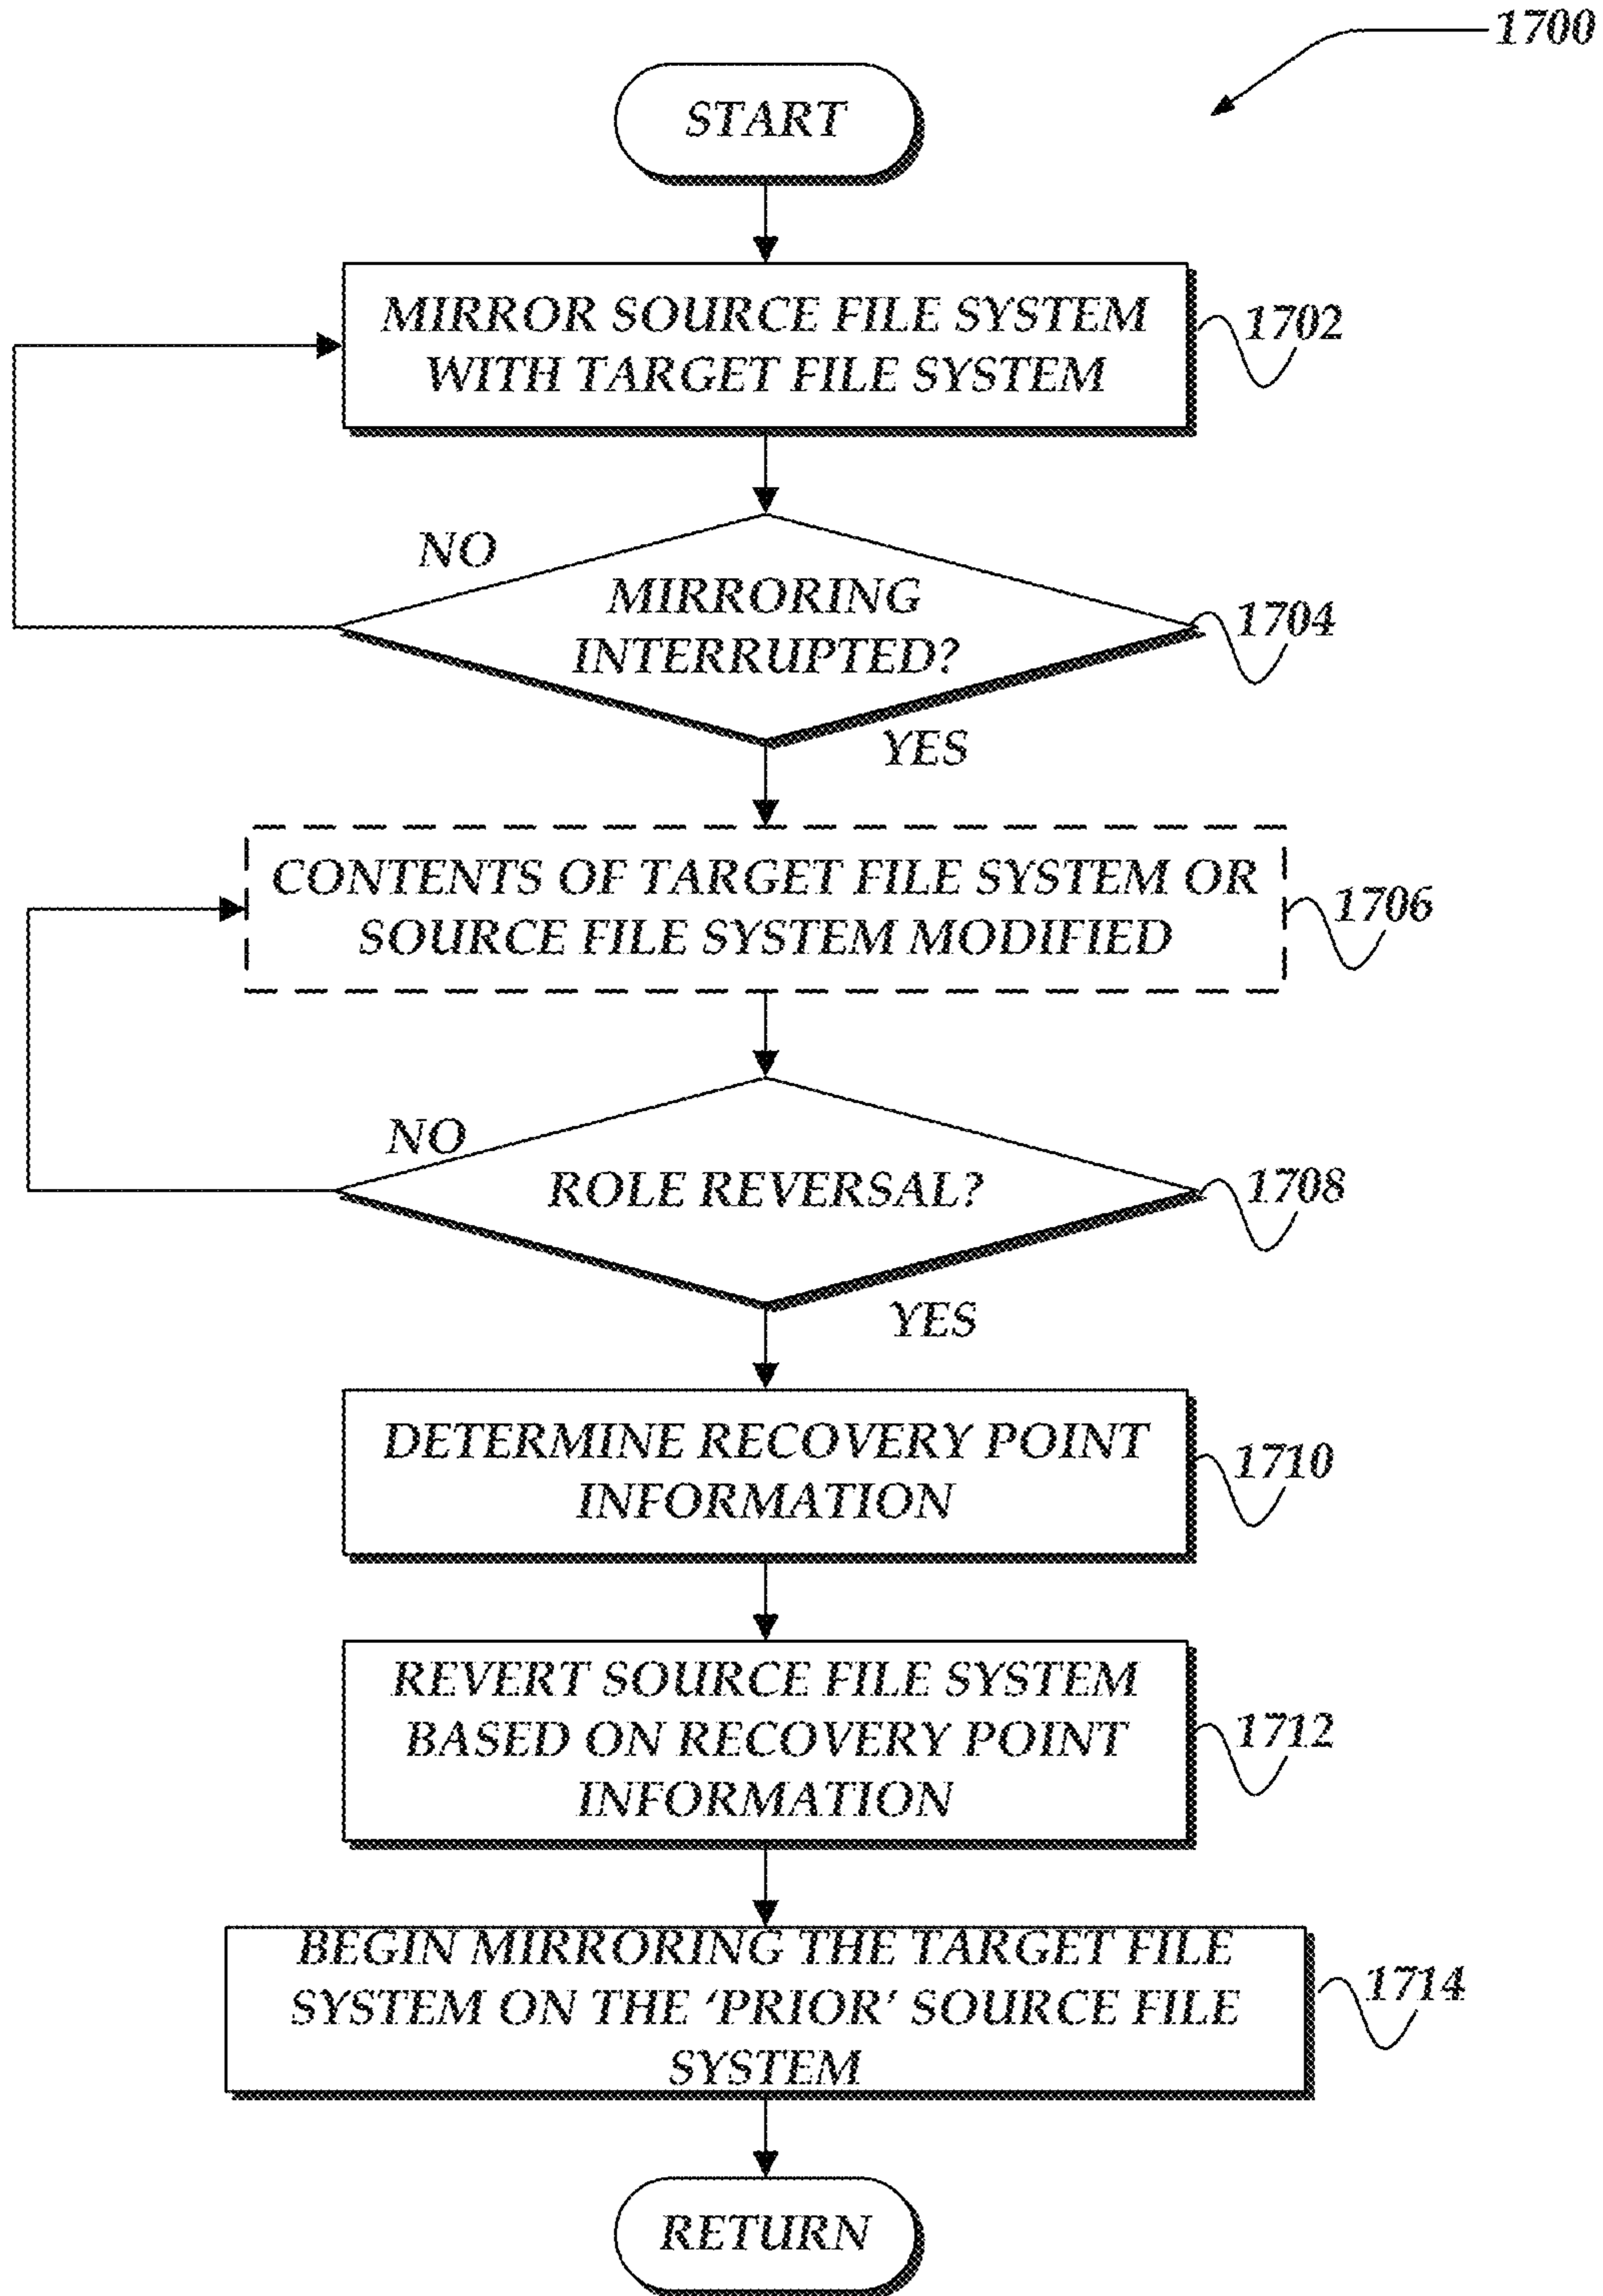 1700
START
MIRROR SOURCE FILE SYSTEM
WITH TARGET FILE SYSTEM
1702
NO
MIRRORING
INTERRUPTED?
1704
YES
CONTENTS OF TARGET FILE SYSTEM OR
SOURCE FILE SYSTEM MODIFIED
1706
NO
ROLE REVERSAL?
1708
YES
DETERMINE RECOVERY POINT
INFORMATION
1710
REVERT SOURCE FILE SYSTEM
BASED ON RECOVERY POINT
INFORMATION
1712
BEGIN MIRRORING THE TARGET FILE
SYSTEM ON THE ‘PRIOR’ SOURCE FILE
SYSTEM
1714
RETURN